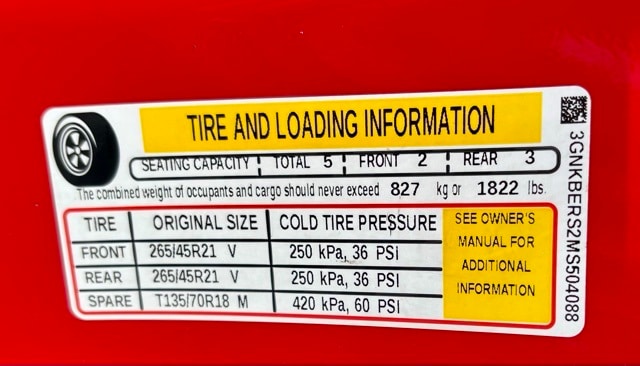 TIRE AND LOADING INFORMATION
SEATING CAPACITY TOTAL 5 FRONT 2 REAR 3
The combined weight of occupants and cargo should never exceed 827 kg or 1822 lbs.
TIRE ORIGINAL SIZE COLD TIRE PRESSURE
FRONT 265/45R21 V 250 kPa, 36 PSI
REAR 265/45R21 V 250 kPa, 36 PSI
SPARE T135/70R18 M 420 kPa, 60 PSI
SEE OWNER'S
MANUAL FOR
ADDITIONAL
INFORMATION
3GNKBERS2MS504088